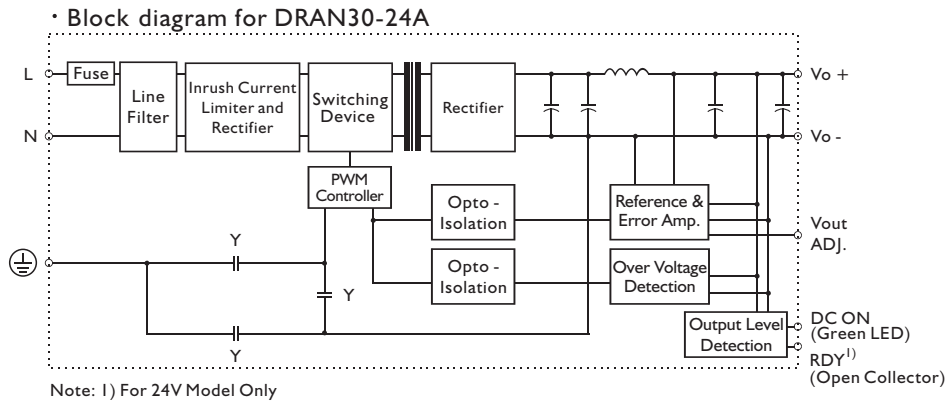 · Block diagram for DRAN30-24A
L
Fuse
Line
Filter
Inrush Current
Limiter and
Rectifier
Switching
Device
Rectifier
Vo +
N
Vo -
PWM
Controller
Opto -
Isolation
Reference &
Error Amp.
Vout
ADJ.
Y
Opto -
Isolation
Over Voltage
Detection
Y
Y
Output Level
Detection
DC ON
(Green LED)
RDY1)
(Open Collector)
Note: 1) For 24V Model Only